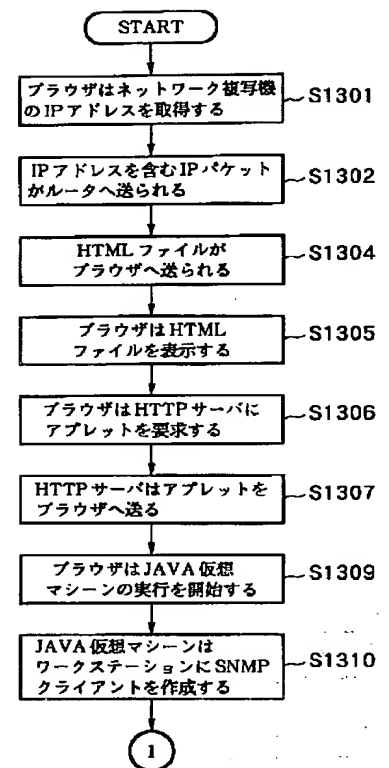 START
ブラウザはネットワーク複写機
のIPアドレスを取得する
S1301
IPアドレスを含むIPパケット
がルータへ送られる
S1302
HTMLファイルが
ブラウザへ送られる
S1304
ブラウザはHTML
ファイルを表示する
S1305
ブラウザはHTTPサーバに
アプレットを要求する
S1306
HTTPサーバはアプレットを
ブラウザへ送る
S1307
ブラウザはJAVA仮想
マシーンの実行を開始する
S1309
JAVA仮想マシーンは
ワークステーションにSNMP
クライアントを作成する
S1310
1